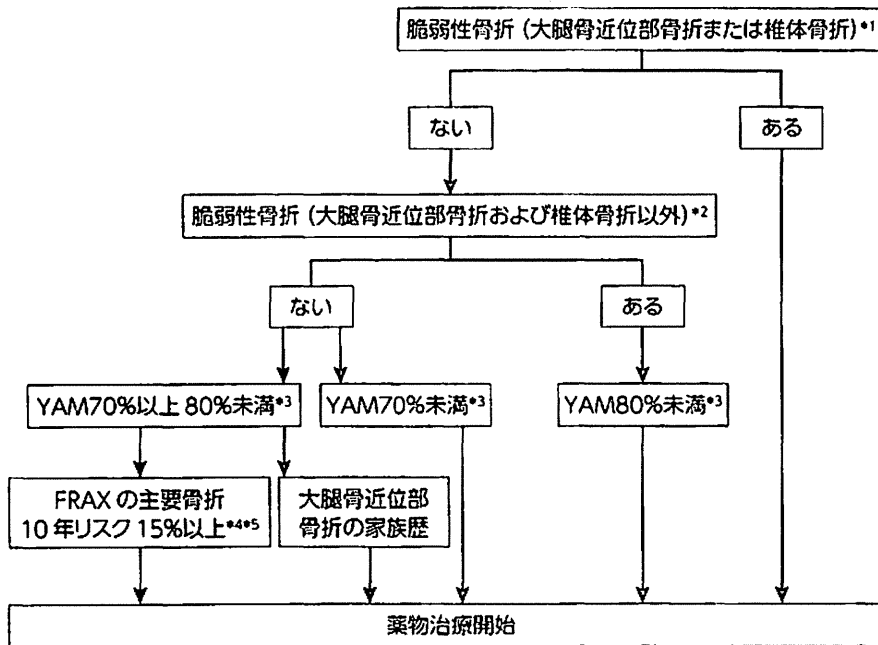 脆弱性骨折（大腿骨近位部骨折または椎体骨折）*1
ない
ある
脆弱性骨折（大腿骨近位部骨折および椎体骨折以外）*2
ない
ある
YAM70%以上80%未満*3
YAM70%未満*3
YAM80%未満*3
FRAXの主要骨折
10年リスク15%以上*4*5
大腿骨近位部
骨折の家族歴
薬物治療開始